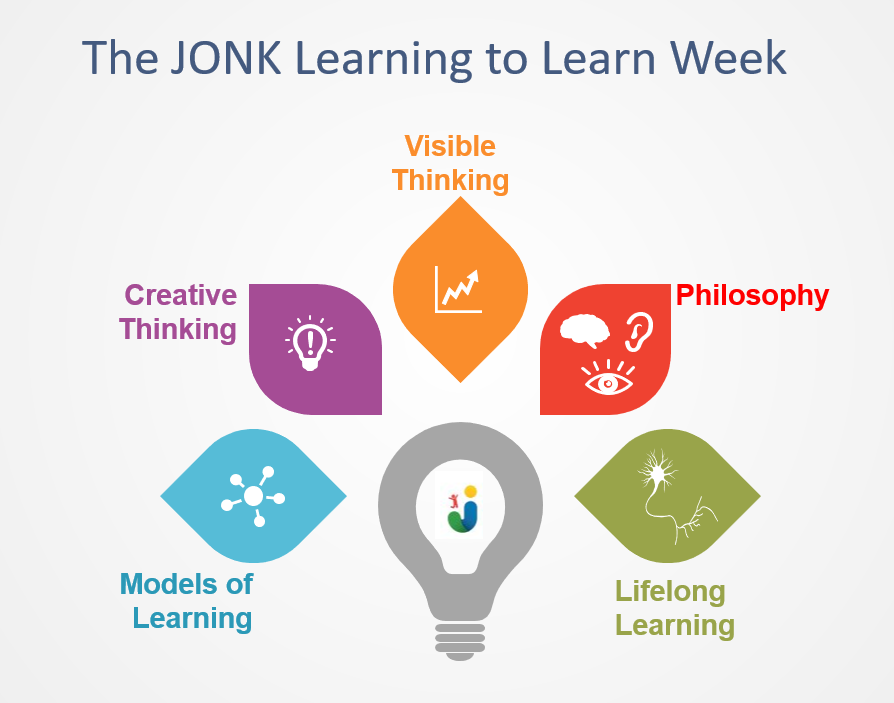 The JONK Learning to Learn Week
Visible
Thinking
Creative
Thinking
Philosophy
Models of
Learning
Lifelong
Learning